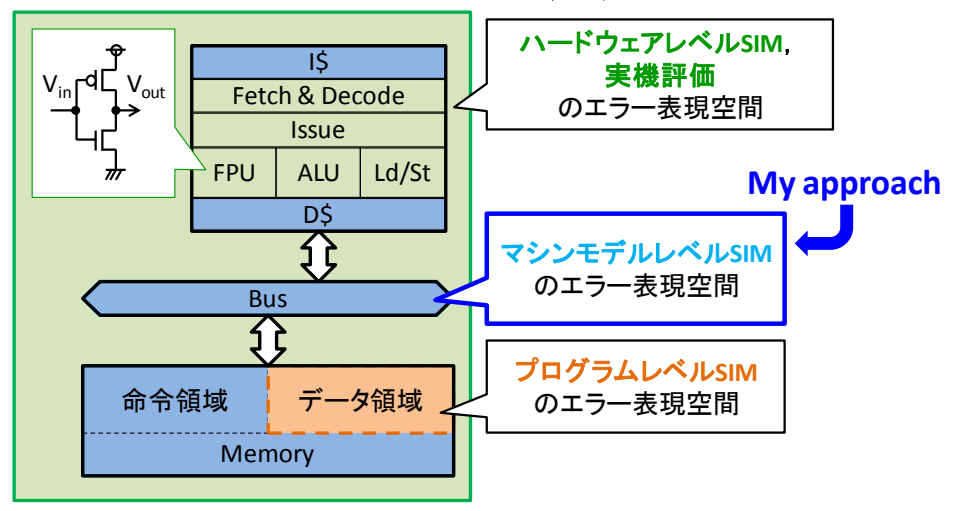 I$
Fetch & Decode
Issue
FPU
ALU
Ld/St
D$
Vin
Vout
ハードウェアレベルSIM,
実機評価
のエラー表現空間
My approach
マシンモデルレベルSIM
のエラー表現空間
Bus
プログラムレベルSIM
のエラー表現空間
命令領域
データ領域
Memory